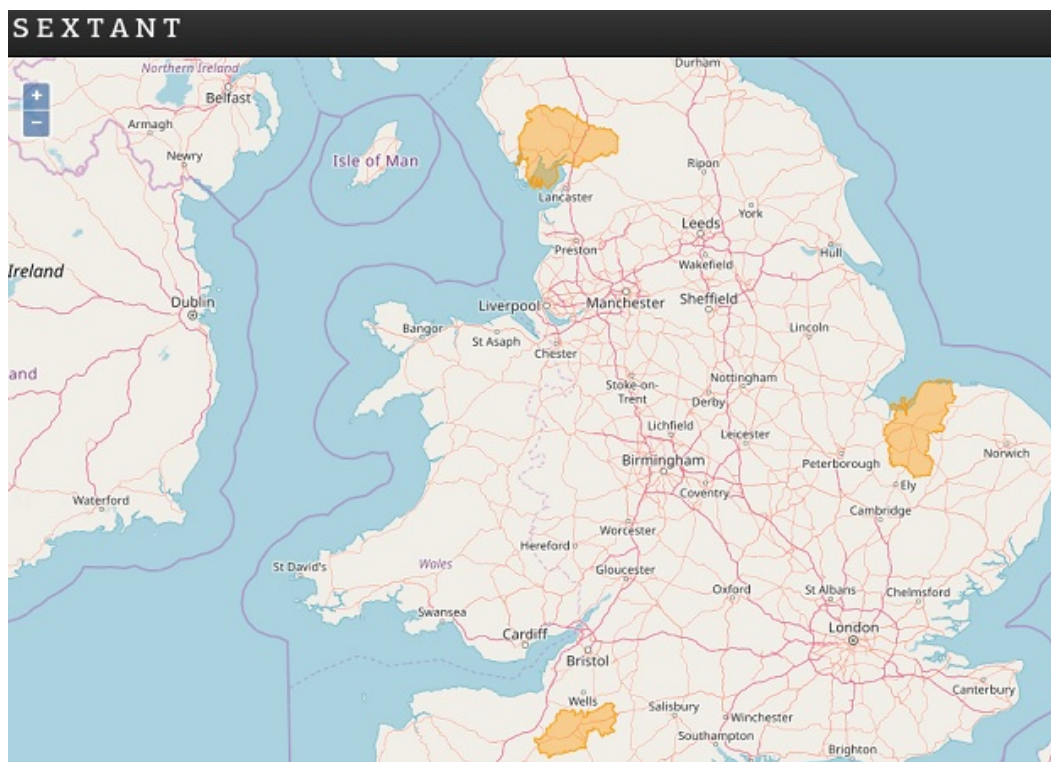 SEXTANT
+
−
Northern Ireland
Belfast
Armagh
Newry
Isle of Man
Durham
Ripon
Lancaster
York
Leeds
Preston
Hull
Wakefield
Ireland
Dublin
Liverpool
Manchester
Sheffield
Bangor
St Asaph
Chester
Lincoln
and
Stoke-on-
Trent
Nottingham
Derby
Lichfield
Leicester
Birmingham
Peterborough
Norwich
Coventry
Ely
Cambridge
Waterford
Worcester
Hereford
St David's
Wales
Gloucester
Oxford
St Albans
Chelmsford
Swansea
Cardiff
London
Bristol
Canterbury
Wells
Salisbury
Winchester
Southampton
Brighton